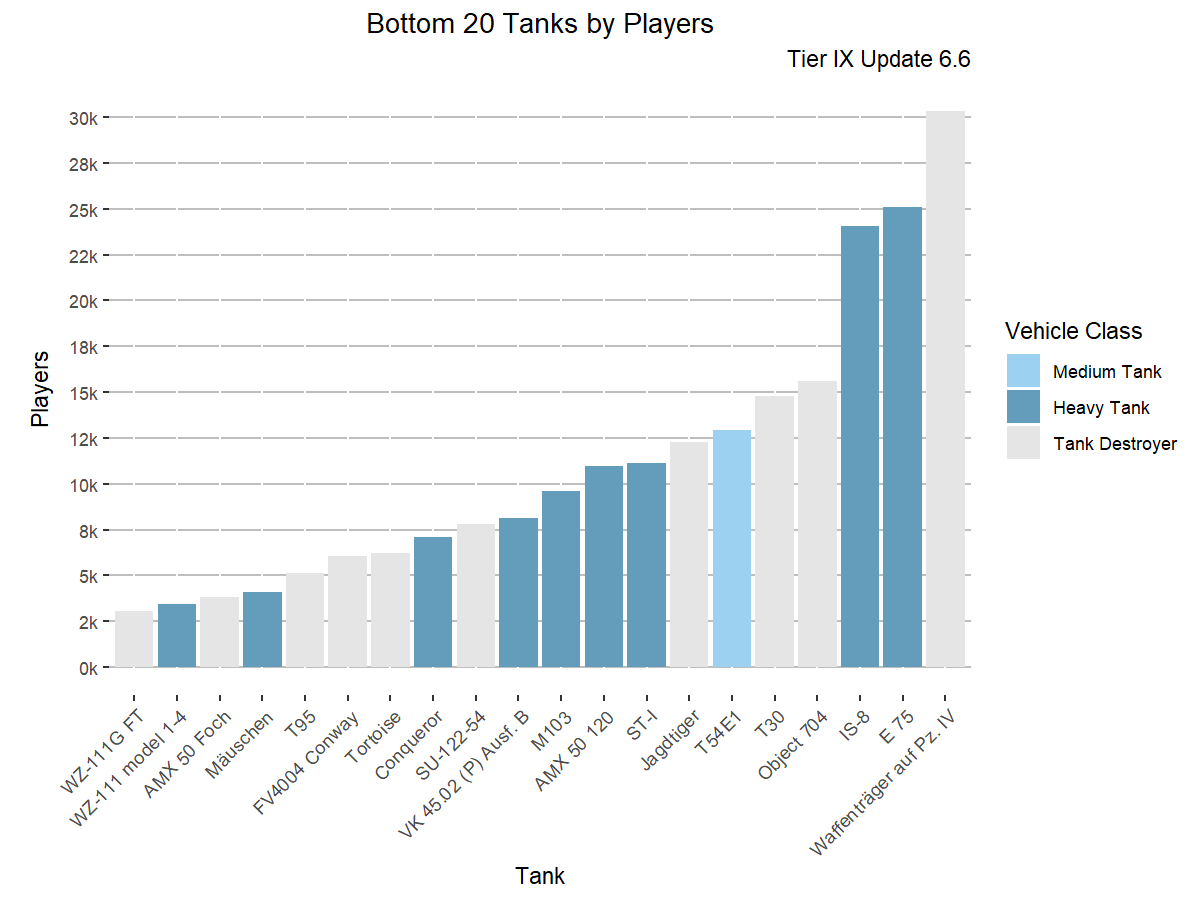 Bottom 20 Tanks by Players
Tier IX Update 6.6
30k
28k
25k
22k
20k
18k
15k
12k
10k
8k
5k
2k
0k
Players
WZ-111G FT
WZ-111 model 1-4
AMX 50 Foch
Mäuschen
T95
FV4004 Conway
Tortoise
Conqueror
SU-122-54
VK 45.02 (P) Ausf. B
M103
AMX 50 120
ST-I
Jagdtiger
T54E1
T30
Object 704
IS-8
E 75
Waffenträger auf Pz. IV
Tank
Vehicle Class
Medium Tank
Heavy Tank
Tank Destroyer